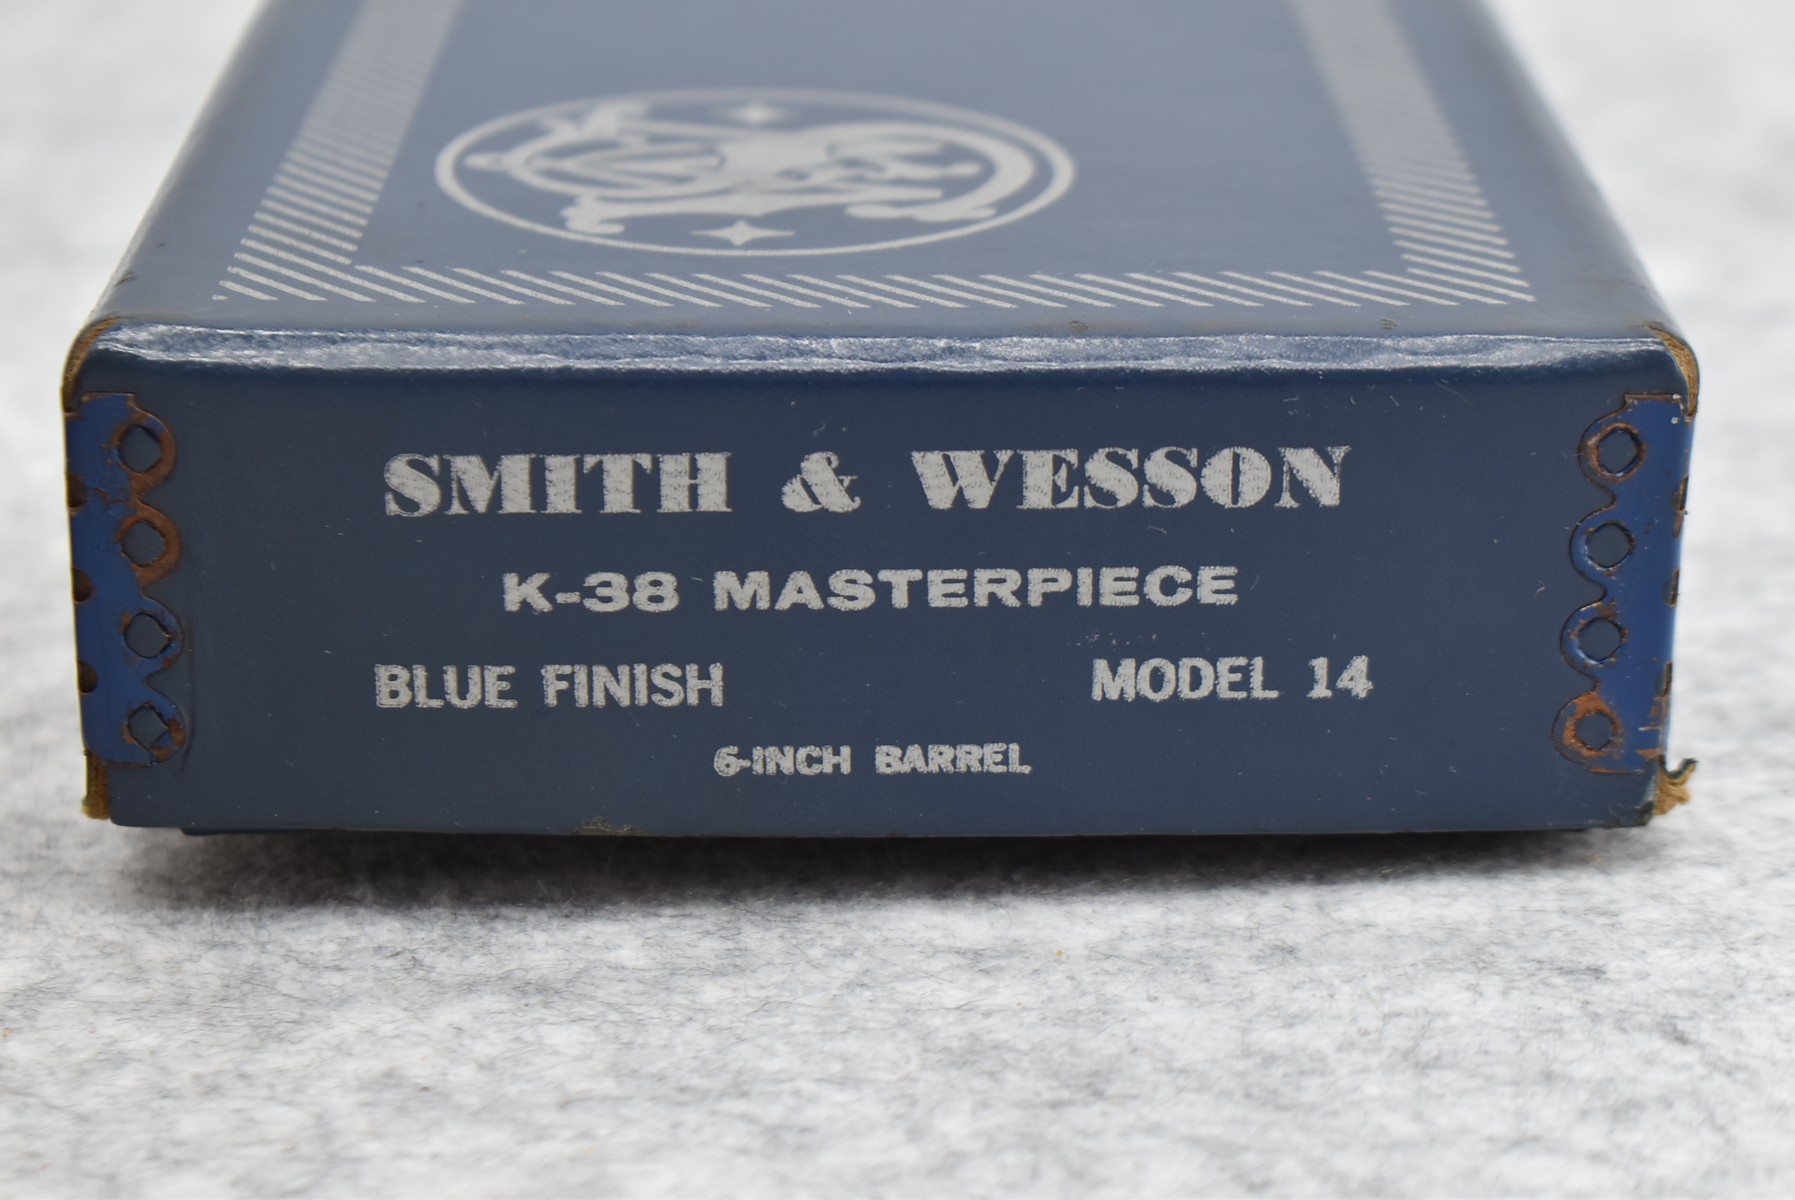 SMITH & WESSON
K-38 MASTERPIECE
BLUE FINISH MODEL 14
6-INCH BARREL